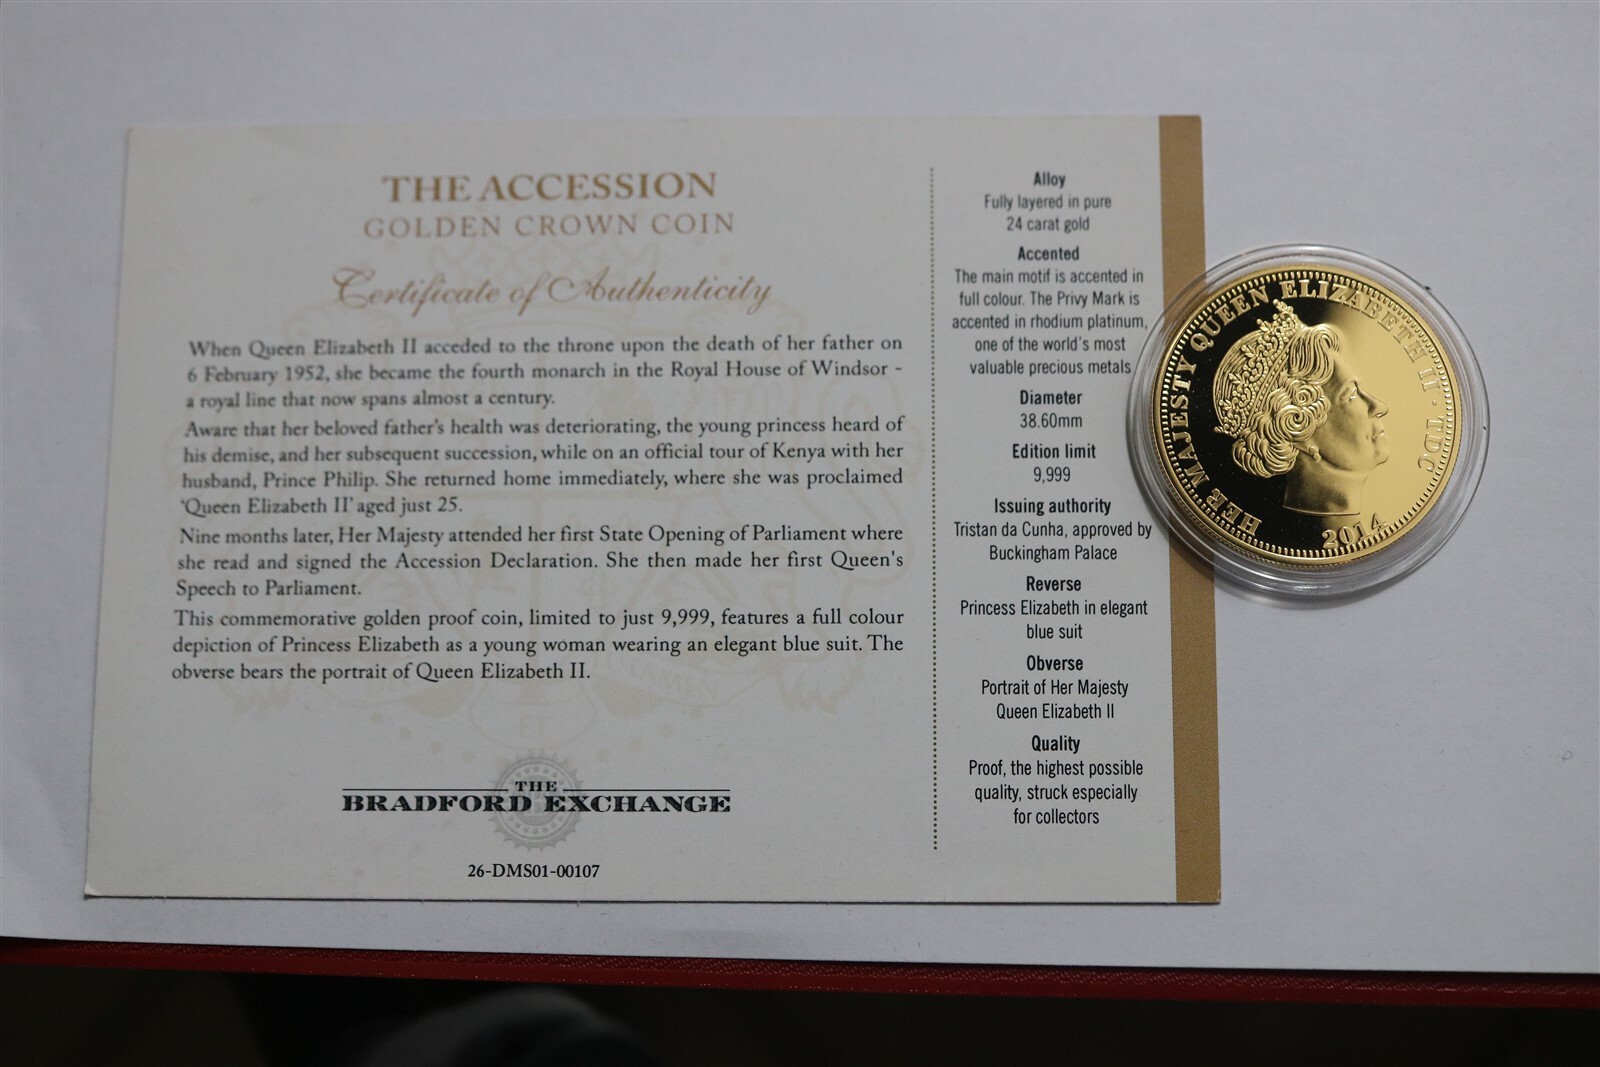 THE ACCESSION
GOLDEN CROWN COIN
Certificate of Authenticity
When Queen Elizabeth II acceded to the throne upon the death of her father on
6 February 1952, she became the fourth monarch in the Royal House of Windsor -
a royal line that now spans almost a century.
Aware that her beloved father's health was deteriorating, the young princess heard of
his demise, and her subsequent succession, while on an official tour of Kenya with her
husband, Prince Philip. She returned home immediately, where she was proclaimed
'Queen Elizabeth II' aged just 25.
Nine months later, Her Majesty attended her first State Opening of Parliament where
she read and signed the Accession Declaration. She then made her first Queen's
Speech to Parliament.
This commemorative golden proof coin, limited to just 9,999, features a full colour
depiction of Princess Elizabeth as a young woman wearing an elegant blue suit. The
obverse bears the portrait of Queen Elizabeth II.
THE
BRADFORD EXCHANGE
26-DMS01-00107
Alloy
Fully layered in pure
24 carat gold
Accented
The main motif is accented in
full colour. The Privy Mark is
accented in rhodium platinum,
one of the world's most
valuable precious metals
Diameter
38.60mm
Edition limit
9,999
Issuing authority
Tristan da Cunha, approved by
Buckingham Palace
Reverse
Princess Elizabeth in elegant
blue suit
Obverse
Portrait of Her Majesty
Queen Elizabeth II
Quality
Proof, the highest possible
quality, struck especially
for collectors
HER MAJESTY QUEEN ELIZABETH II · TDC
2014